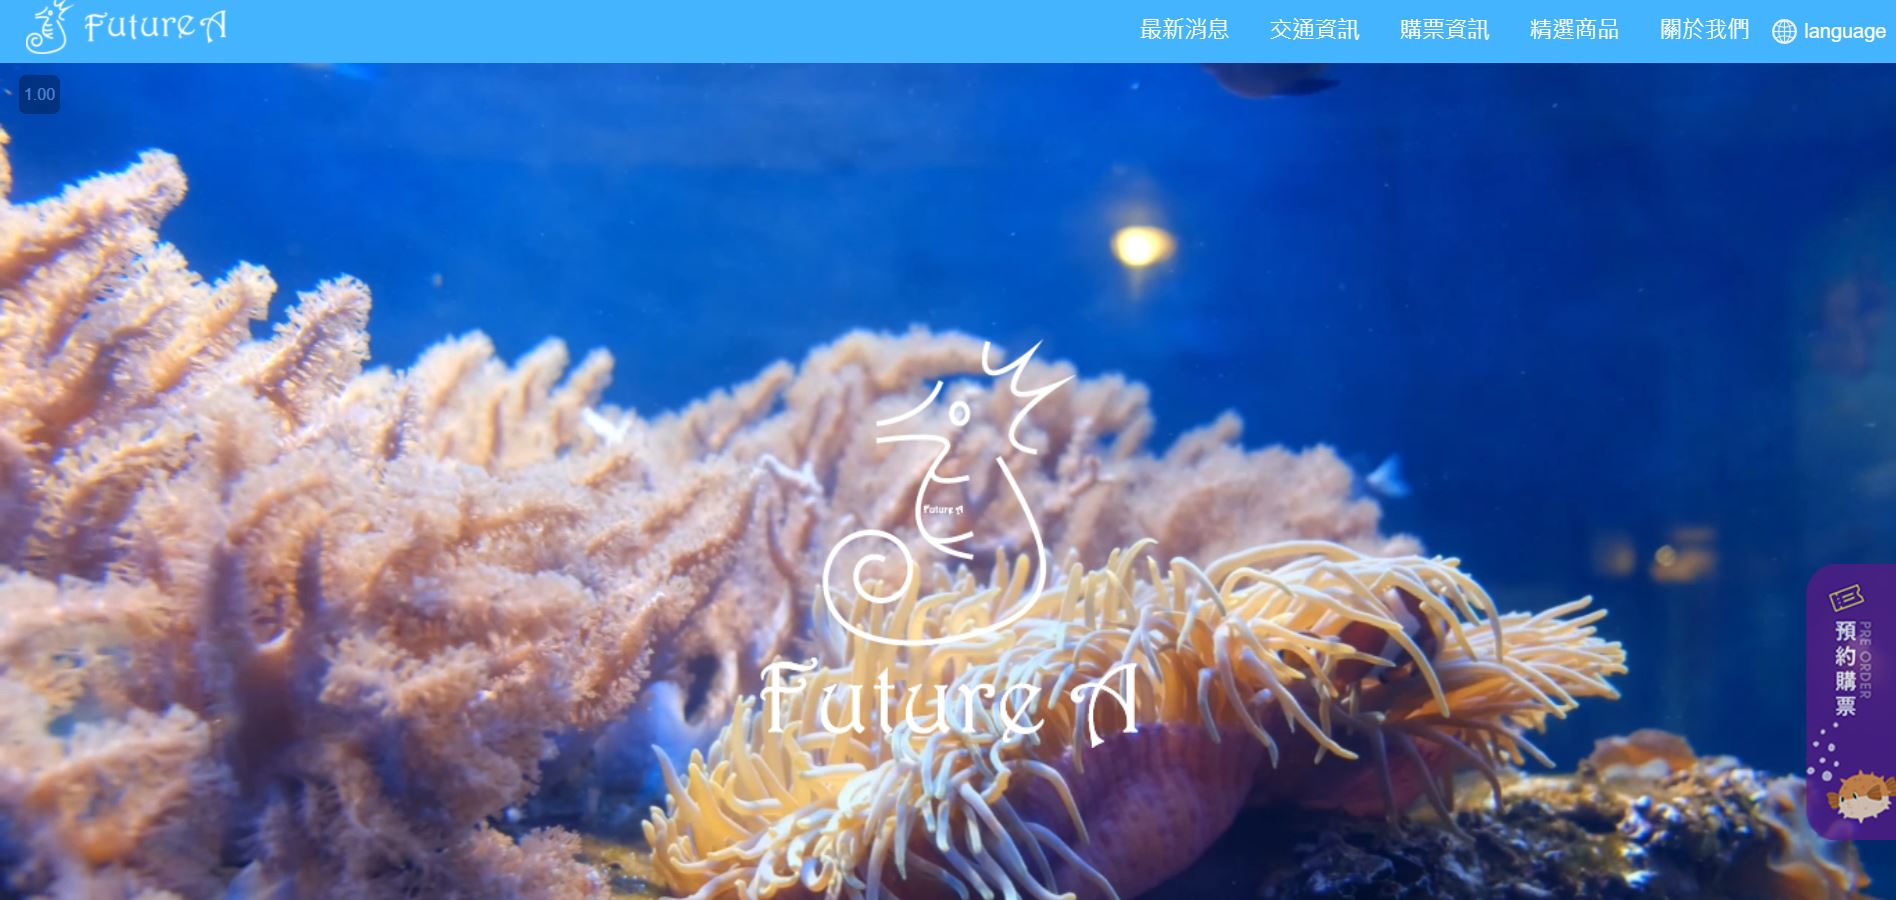 Future A
最新消息
交通資訊
購票資訊
精選商品
關於我們
language
1.00
Future A
Future A
預約購票
PRE ORDER